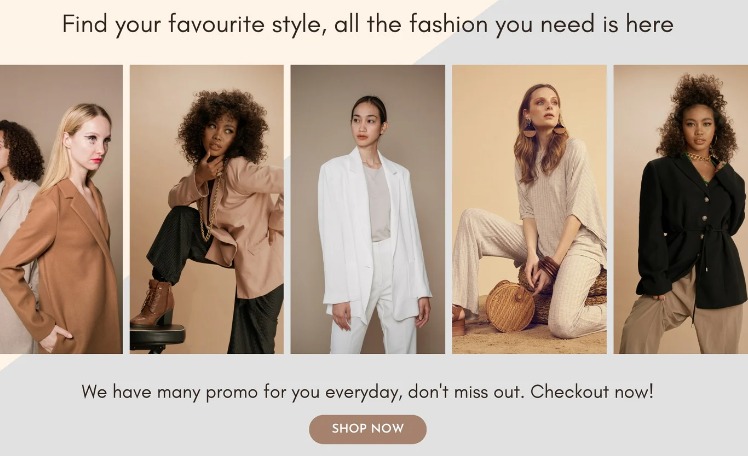 Find your favourite style, all the fashion you need is here
We have many promo for you everyday, don't miss out. Checkout now!
SHOP NOW